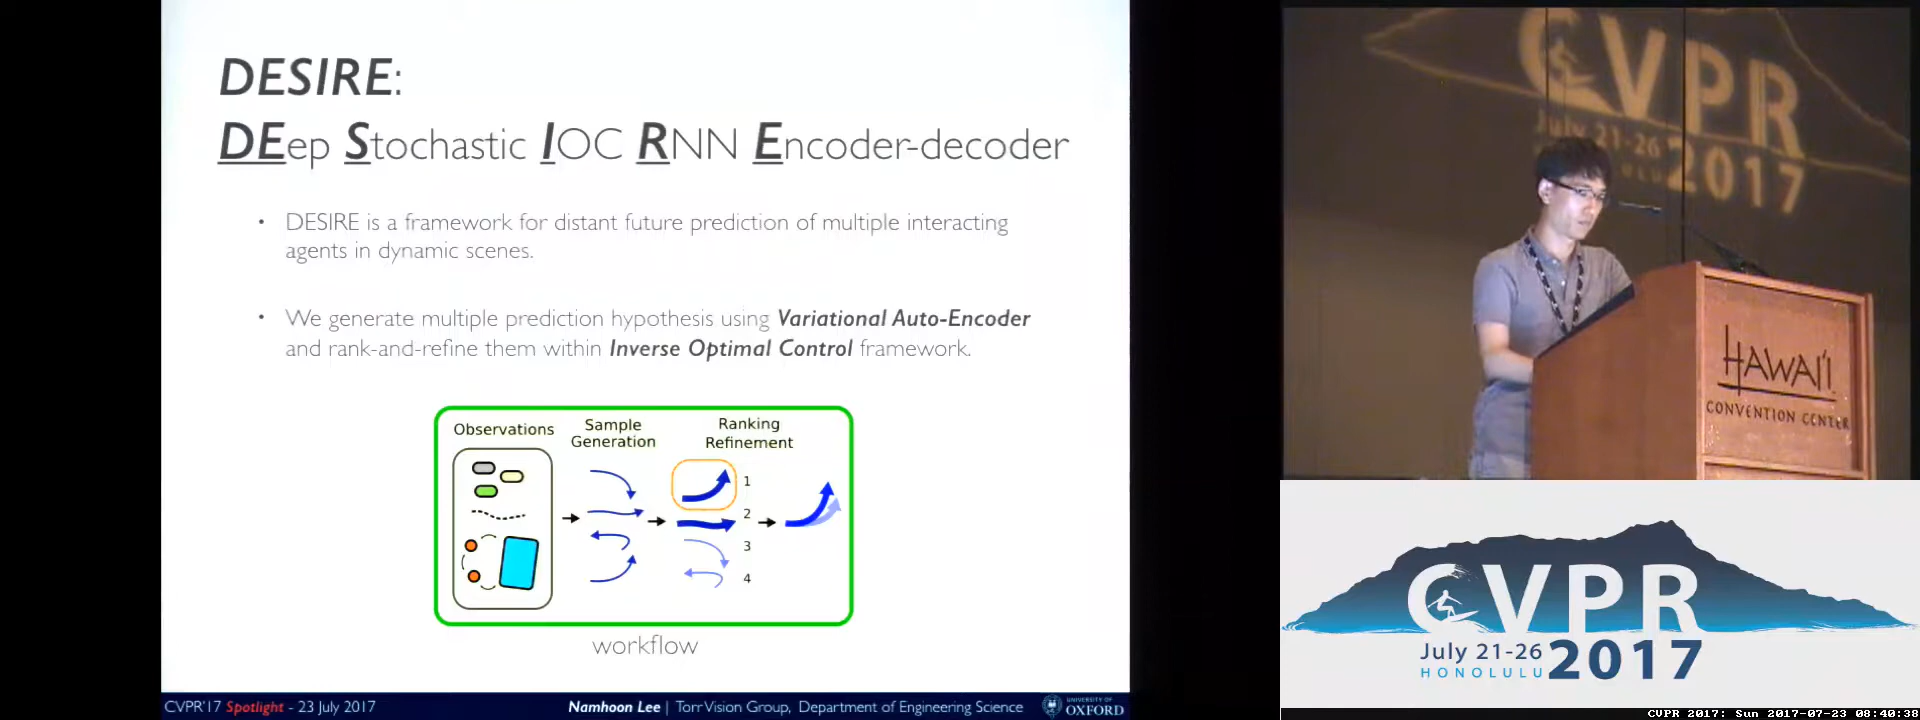 DESIRE:
DEep Stochastic IOC RNN Encoder-decoder
• DESIRE is a framework for distant future prediction of multiple interacting
agents in dynamic scenes.
• We generate multiple prediction hypothesis using Variational Auto-Encoder
and rank-and-refine them within Inverse Optimal Control framework.
Observations
Sample
Generation
Ranking
Refinement
1
2
3
4
workflow
CVPR'17 Spotlight - 23 July 2017
Namhoon Lee | Torr Vision Group, Department of Engineering Science
UNIVERSITY OF
OXFORD
CVPR
July 21-26
2017
HAWAI'I
CONVENTION CENTER
CVPR
July 21-26
HONOLULU
2017
CVPR 2017: Sun 2017-07-23 08:40:38